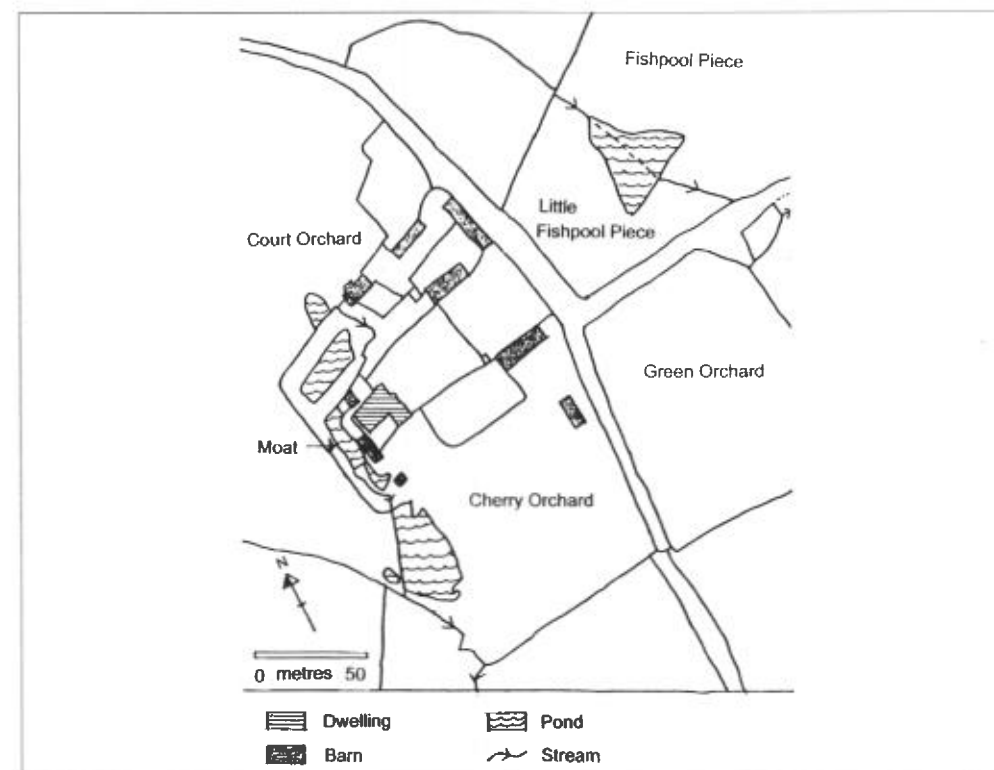 Fishpool Piece
Little
Fishpool Piece
Court Orchard
Green Orchard
Moat
Cherry Orchard
N
0 metres 50
Dwelling
Pond
Barn
Stream